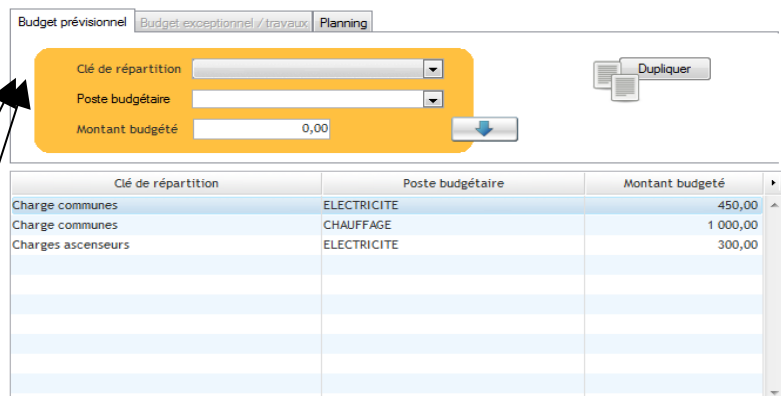 Budget prévisionnel Budget exceptionnel / travaux Planning
Clé de répartition
Dupliquer
Poste budgétaire
Montant budgété 0,00
Clé de répartition Poste budgétaire Montant budgeté
Charge communes ELECTRICITE 450,00
Charge communes CHAUFFAGE 1 000,00
Charges ascenseurs ELECTRICITE 300,00